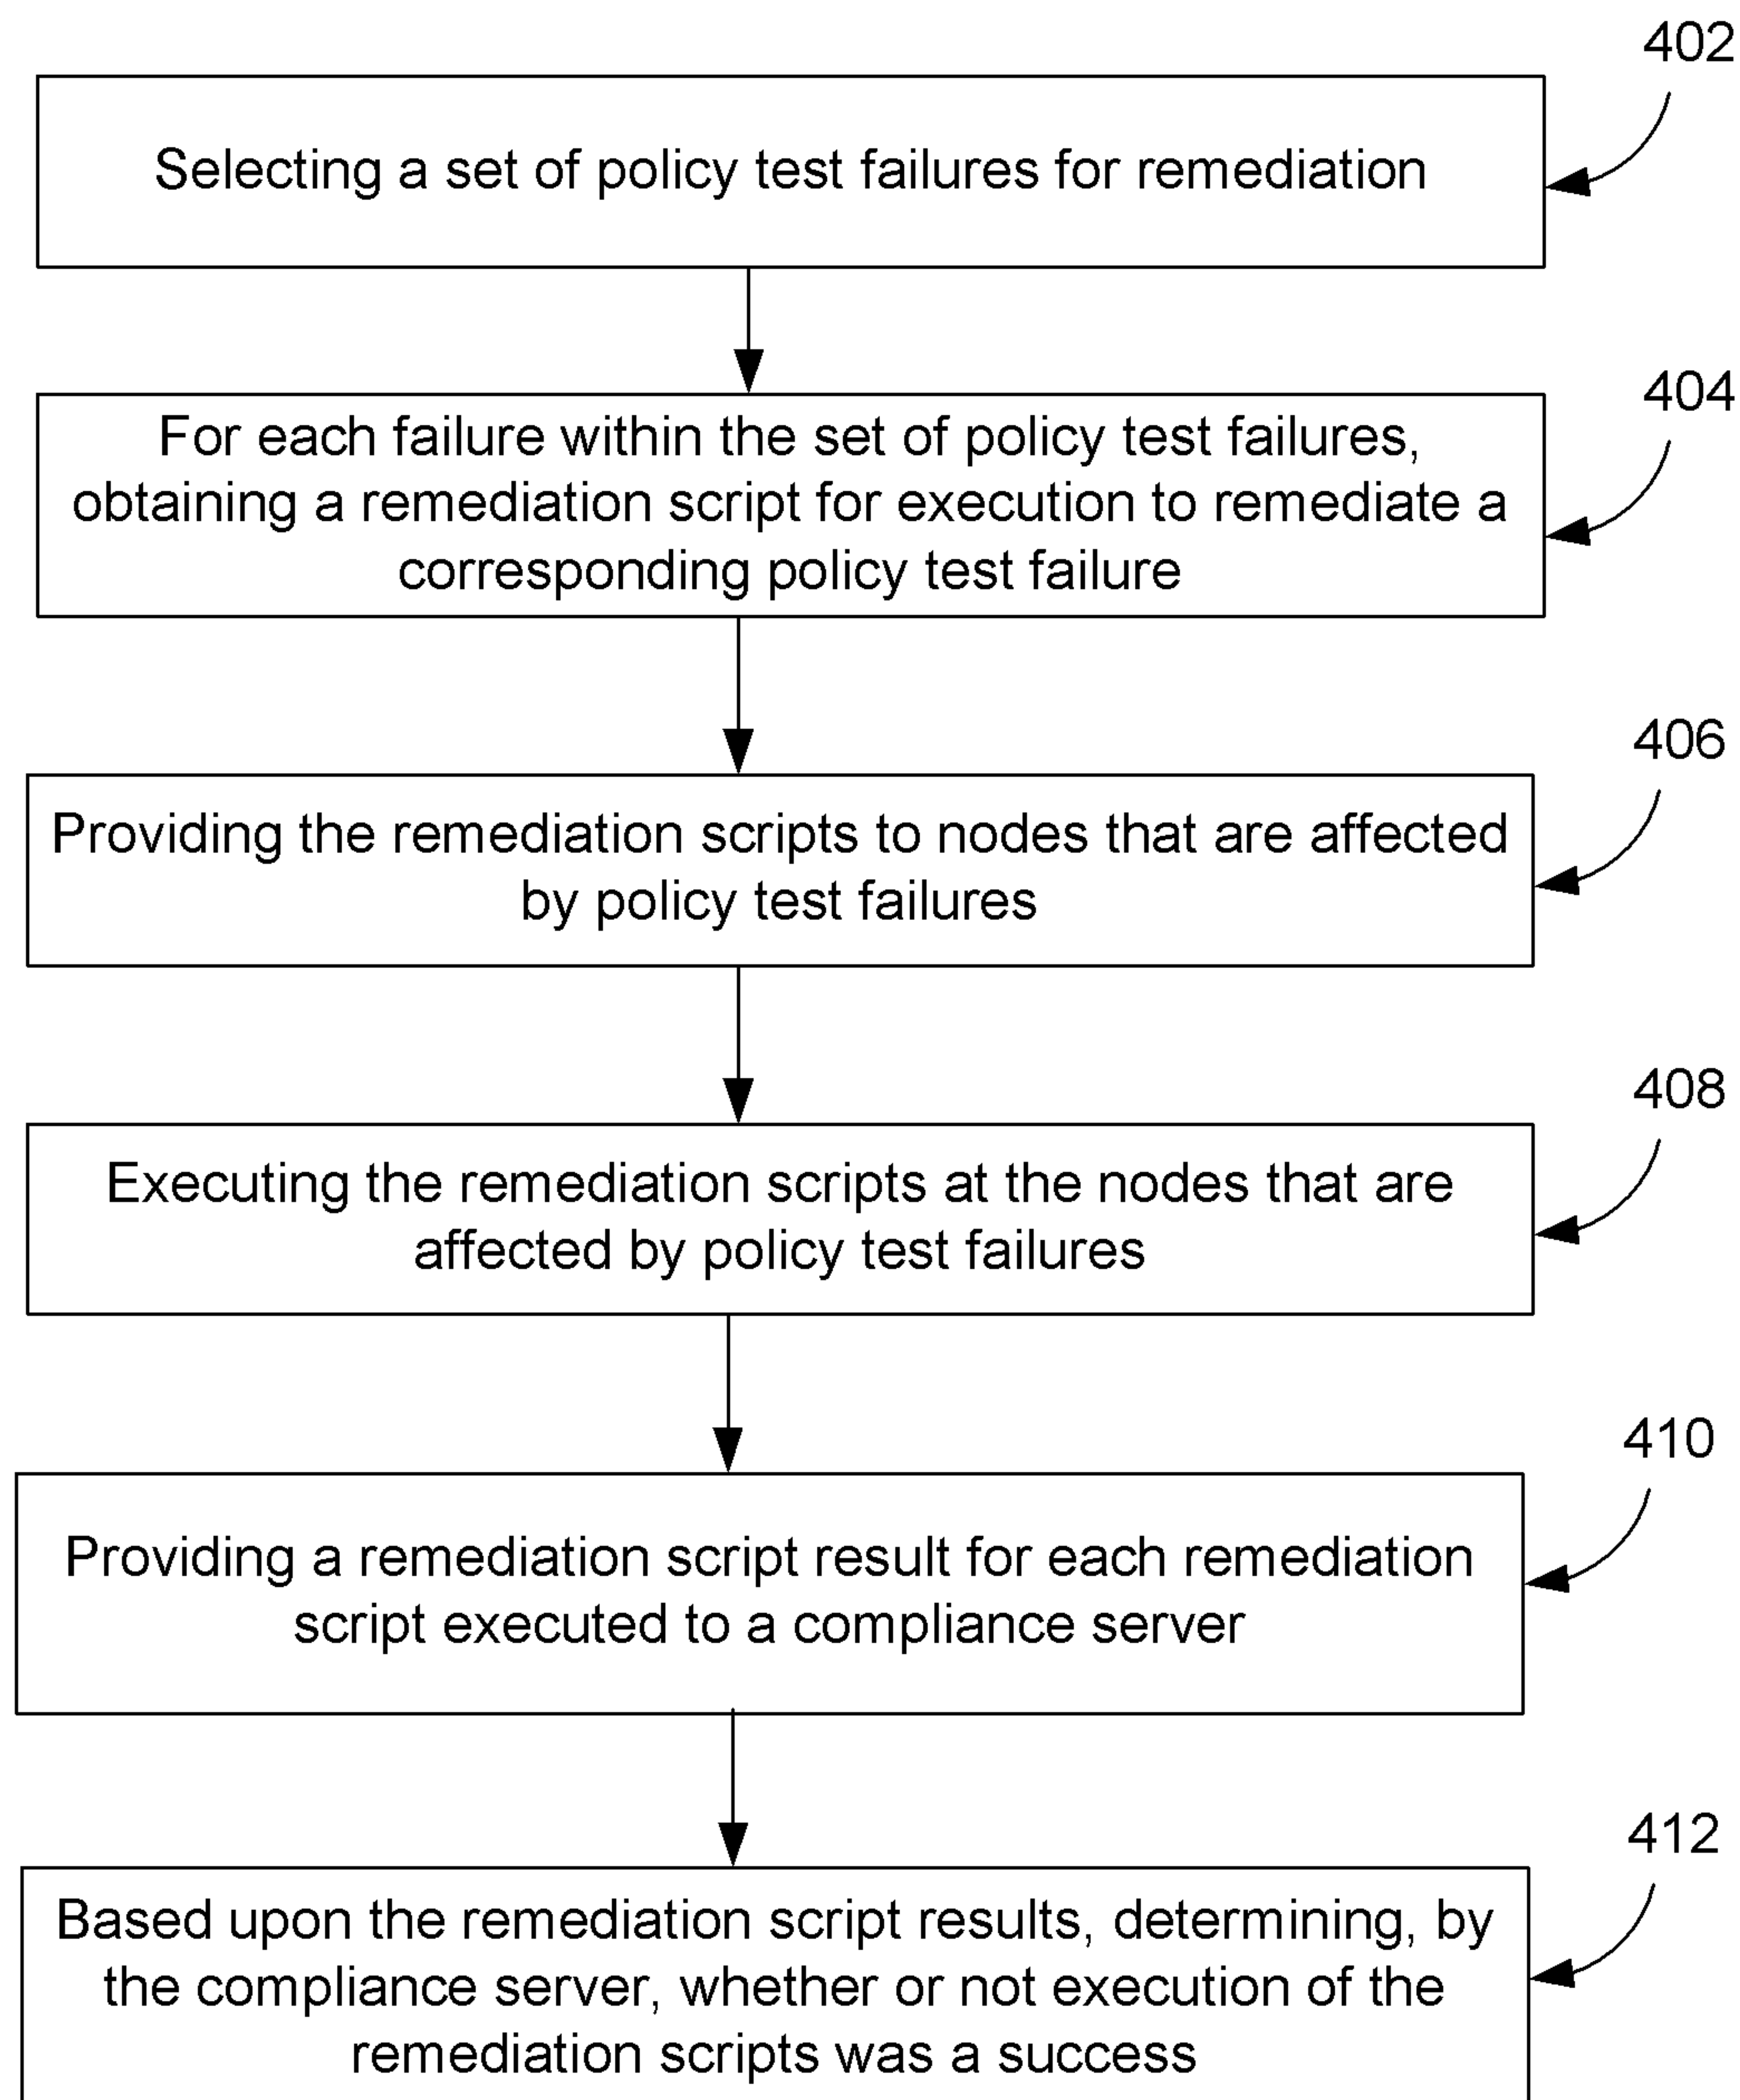 402
Selecting a set of policy test failures for remediation
404
For each failure within the set of policy test failures,
obtaining a remediation script for execution to remediate a
corresponding policy test failure
406
Providing the remediation scripts to nodes that are affected
by policy test failures
408
Executing the remediation scripts at the nodes that are
affected by policy test failures
410
Providing a remediation script result for each remediation
script executed to a compliance server
412
Based upon the remediation script results, determining, by
the compliance server, whether or not execution of the
remediation scripts was a success